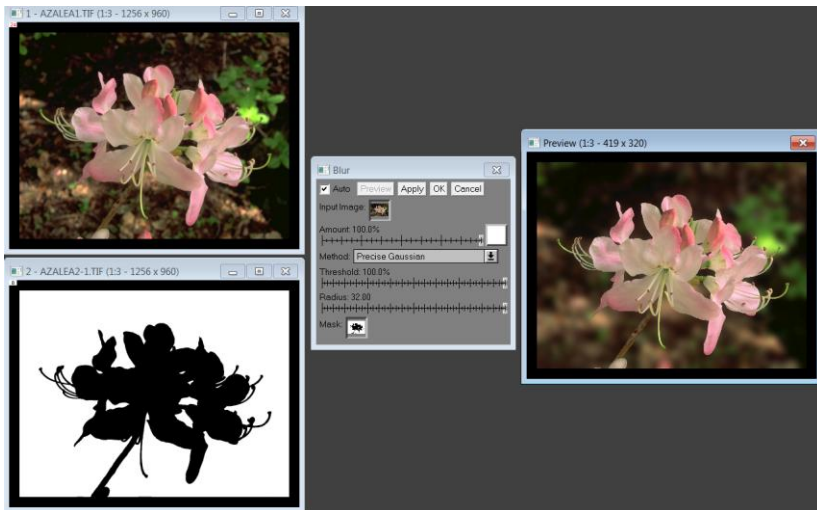 1 - AZALEA1.TIF (1:3 - 1256 x 960)
2 - AZALEA2-1.TIF (1:3 - 1256 x 960)
Blur
Auto Preview Apply OK Cancel
Input Image:
Amount: 100.0%
Method: Precise Gaussian
Threshold: 100.0%
Radius: 32.00
Mask:
Preview (1:3 - 419 x 320)